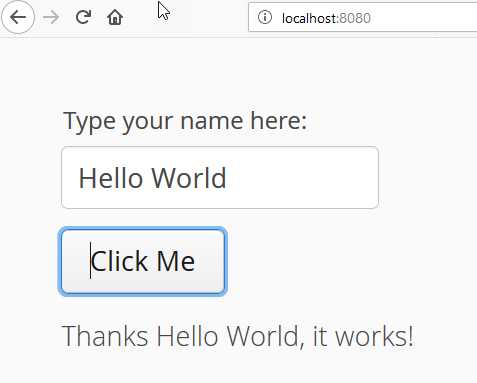 localhost:8080
Type your name here:
Hello World
Click Me
Thanks Hello World, it works!